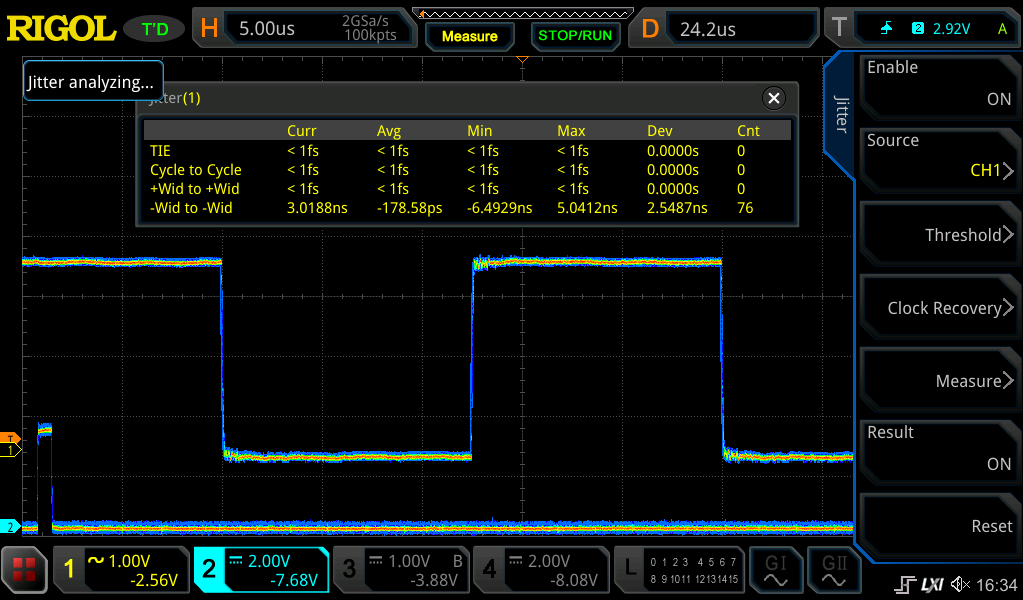 RIGOL T'D H 5.00us 2GSa/s 100kpts Measure STOP/RUN D 24.2us T 2 2.92V A
Jitter analyzing...
Jitter(1)
Curr Avg Min Max Dev Cnt
TIE < 1fs < 1fs < 1fs < 1fs 0.0000s 0
Cycle to Cycle < 1fs < 1fs < 1fs < 1fs 0.0000s 0
+Wid to +Wid < 1fs < 1fs < 1fs < 1fs 0.0000s 0
-Wid to -Wid 3.0188ns -178.58ps -6.4929ns 5.0412ns 2.5487ns 76
T
1
2
Jitter
Enable
ON
Source
CH1
Threshold
Clock Recovery
Measure
Result
ON
Reset
1 1.00V
-2.56V
2 2.00V
-7.68V
3 1.00V B
-3.88V
4 2.00V
-8.08V
L 0 1 2 3 4 5 6 7
8 9 10 11 12 13 14 15
GI
GII
LXI 16:34